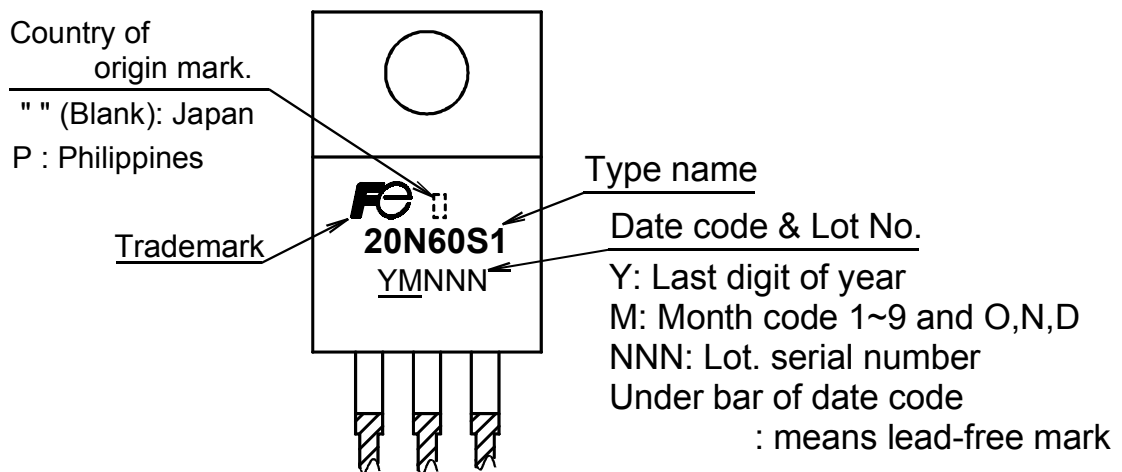 Country of
origin mark.
" " (Blank): Japan
P : Philippines
Trademark
Fe
20N60S1
YMNNN
Type name
Date code & Lot No.
Y: Last digit of year
M: Month code 1~9 and O,N,D
NNN: Lot. serial number
Under bar of date code
: means lead-free mark